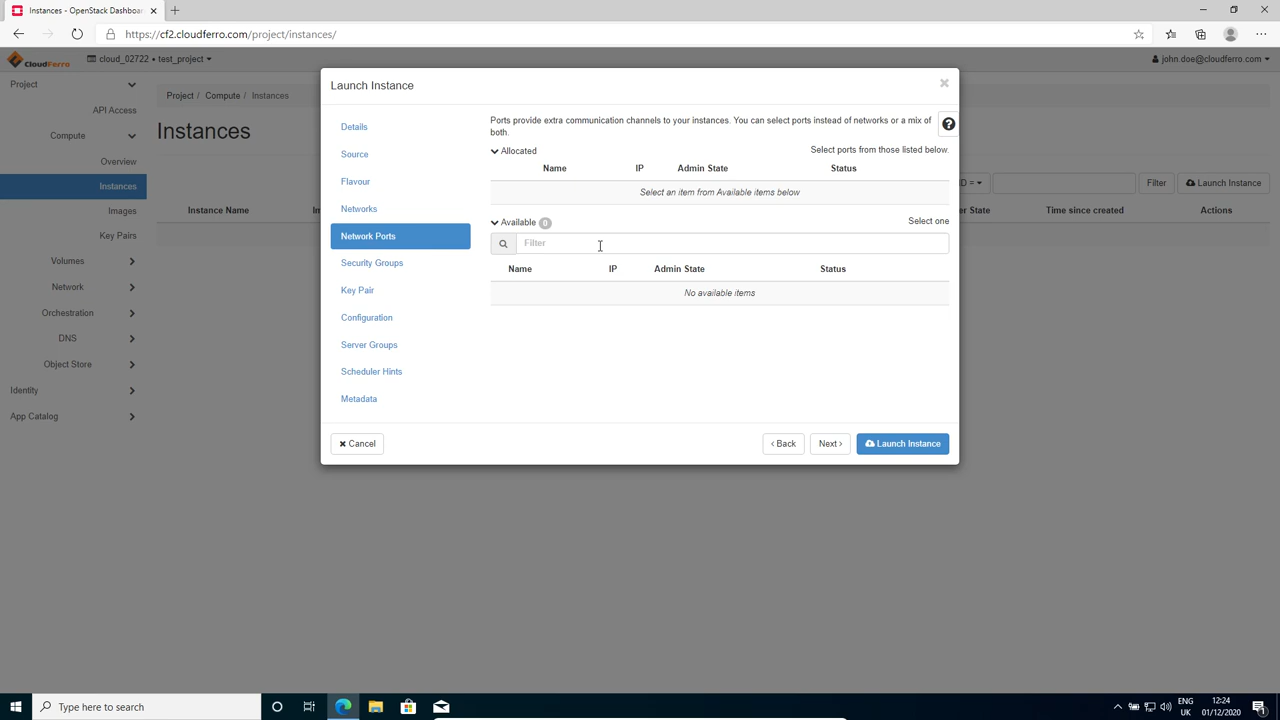 Instances - OpenStack Dashboar
https://cf2.cloudferro.com/project/instances/
CloudFerro
cloud_02722 • test_project
john.doe@cloudferro.com
Project
API Access
Compute
Overview
Instances
Images
Key Pairs
Volumes
Network
Orchestration
DNS
Object Store
Identity
App Catalog
Project / Compute / Instances
Instances
D =
Filter
Launch Instance
Instance Name
Im
er State
Time since created
Actions
Launch Instance
Details
Source
Flavour
Networks
Network Ports
Security Groups
Key Pair
Configuration
Server Groups
Scheduler Hints
Metadata
Ports provide extra communication channels to your instances. You can select ports instead of networks or a mix of
both.
Allocated
Select ports from those listed below.
Name IP Admin State Status
Select an item from Available items below
Available 0
Select one
Filter
Name IP Admin State Status
No available items
Cancel
‹ Back
Next ›
Launch Instance
Type here to search
ENG
UK
12:24
01/12/2020